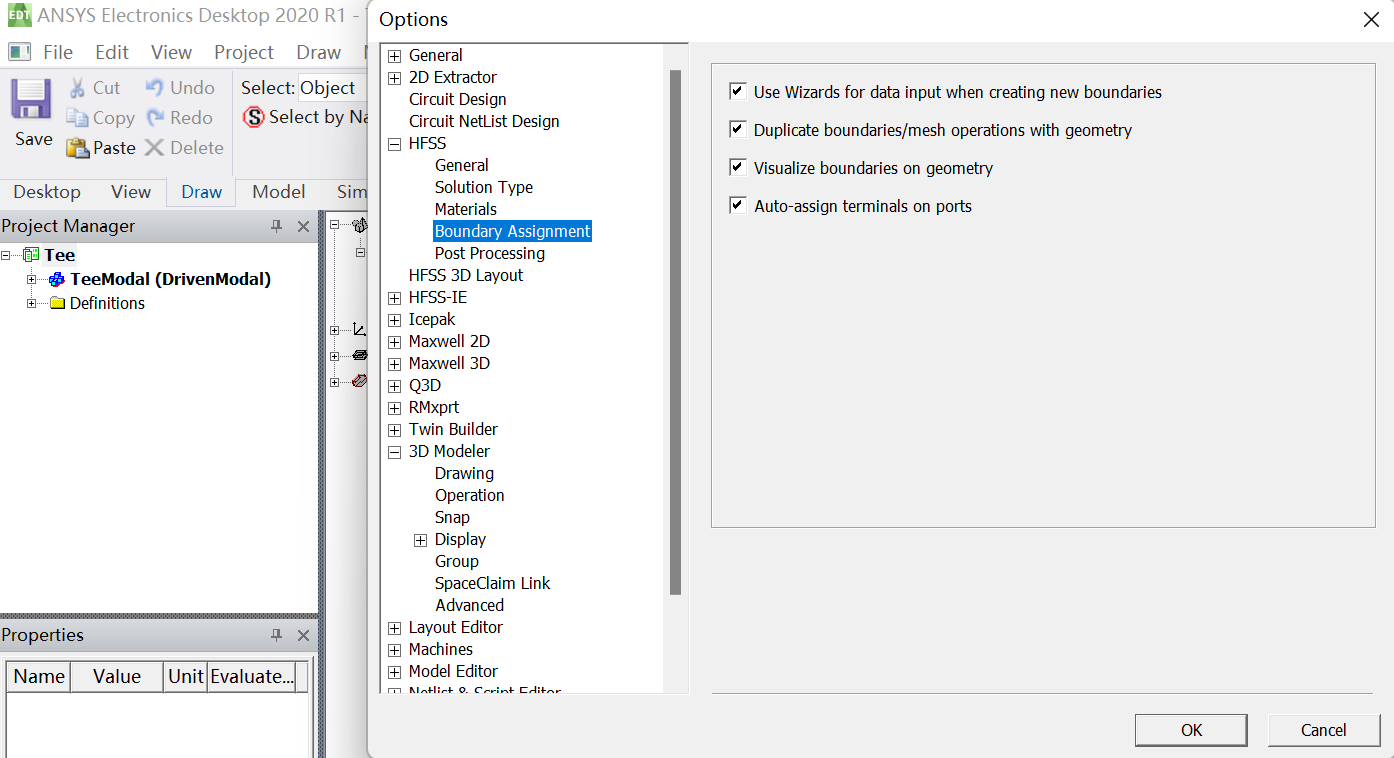 EDT ANSYS Electronics Desktop 2020 R1 -
File Edit View Project Draw
Save
Cut
Copy
Paste
Undo
Redo
Delete
Select: Object
Select by Na
Desktop View Draw Model Sim
Project Manager
Tee
TeeModal (DrivenModal)
Definitions
Properties
Name Value Unit Evaluate...
Options
General
2D Extractor
Circuit Design
Circuit NetList Design
HFSS
General
Solution Type
Materials
Boundary Assignment
Post Processing
HFSS 3D Layout
HFSS-IE
Icepak
Maxwell 2D
Maxwell 3D
Q3D
RMxprt
Twin Builder
3D Modeler
Drawing
Operation
Snap
Display
Group
SpaceClaim Link
Advanced
Layout Editor
Machines
Model Editor
Netlist & Script Editor
Use Wizards for data input when creating new boundaries
Duplicate boundaries/mesh operations with geometry
Visualize boundaries on geometry
Auto-assign terminals on ports
OK Cancel